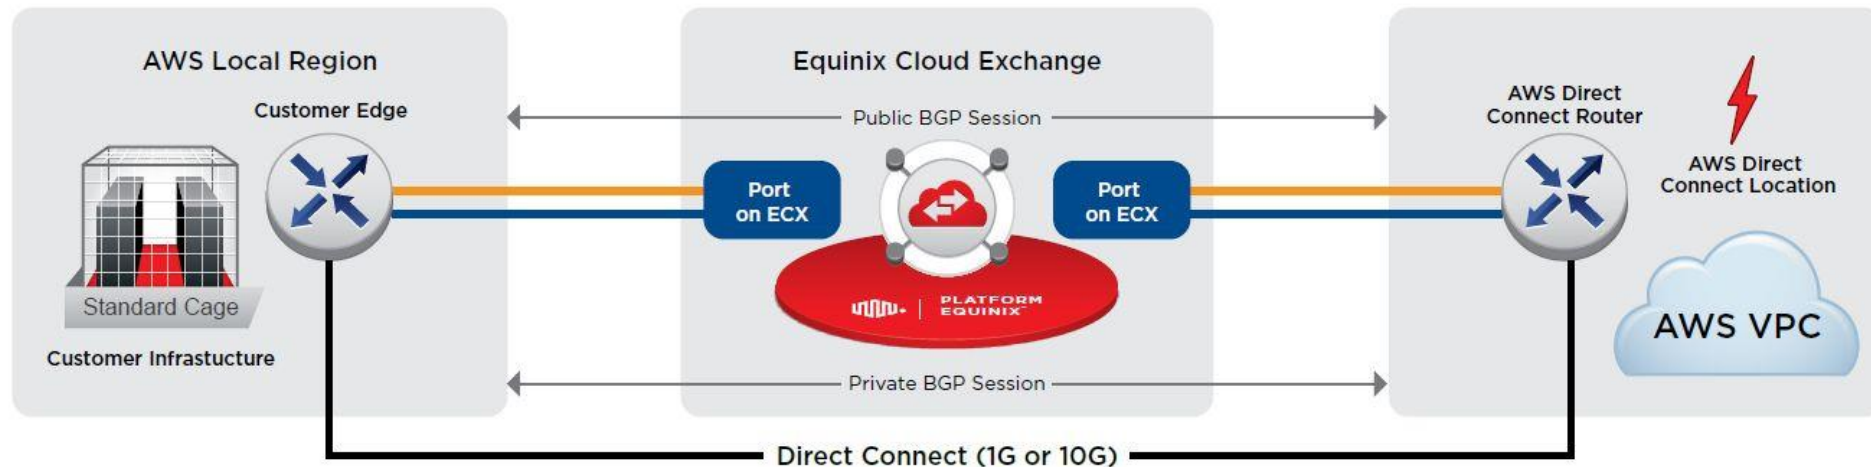 AWS Local Region
Customer Edge
Standard Cage
Customer Infrastucture
Equinix Cloud Exchange
Public BGP Session
Port
on ECX
Port
on ECX
PLATFORM
EQUINIX™
Private BGP Session
AWS Direct
Connect Router
AWS Direct
Connect Location
AWS VPC
Direct Connect (1G or 10G)